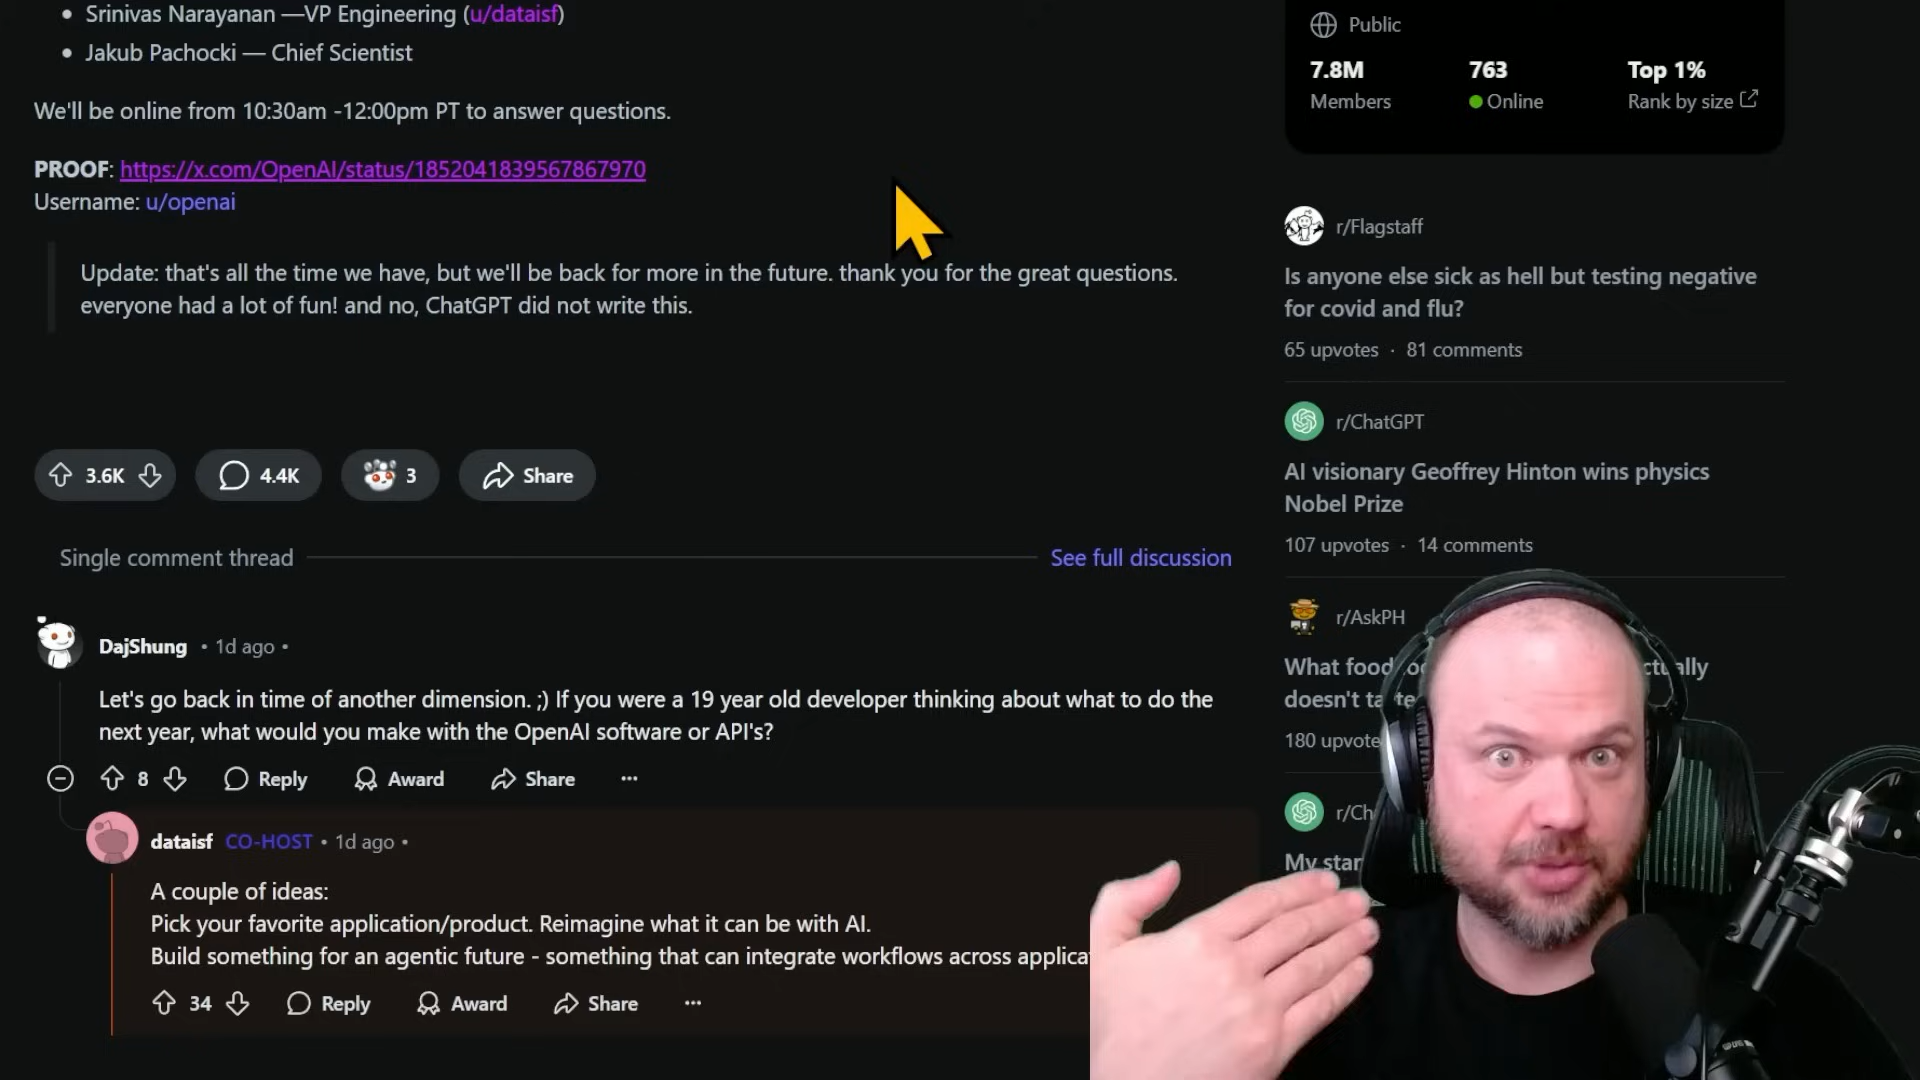 Srinivas Narayanan —VP Engineering (u/dataisf)
Jakub Pachocki — Chief Scientist
We'll be online from 10:30am -12:00pm PT to answer questions.
PROOF: https://x.com/OpenAI/status/1852041839567867970
Username: u/openai
Update: that's all the time we have, but we'll be back for more in the future. thank you for the great questions.
everyone had a lot of fun! and no, ChatGPT did not write this.
3.6K
4.4K
3
Share
Single comment thread
See full discussion
DajShung • 1d ago •
Let's go back in time of another dimension. ;) If you were a 19 year old developer thinking about what to do the
next year, what would you make with the OpenAI software or API's?
8 Reply Award Share
dataisf CO-HOST • 1d ago •
A couple of ideas:
Pick your favorite application/product. Reimagine what it can be with AI.
Build something for an agentic future - something that can integrate workflows across
34 Reply Award Share
Public
7.8M 763 Top 1%
Members Online Rank by size
r/Flagstaff
Is anyone else sick as hell but testing negative
for covid and flu?
65 upvotes · 81 comments
r/ChatGPT
AI visionary Geoffrey Hinton wins physics
Nobel Prize
107 upvotes · 14 comments
r/AskPH
What food
doesn't
180
My